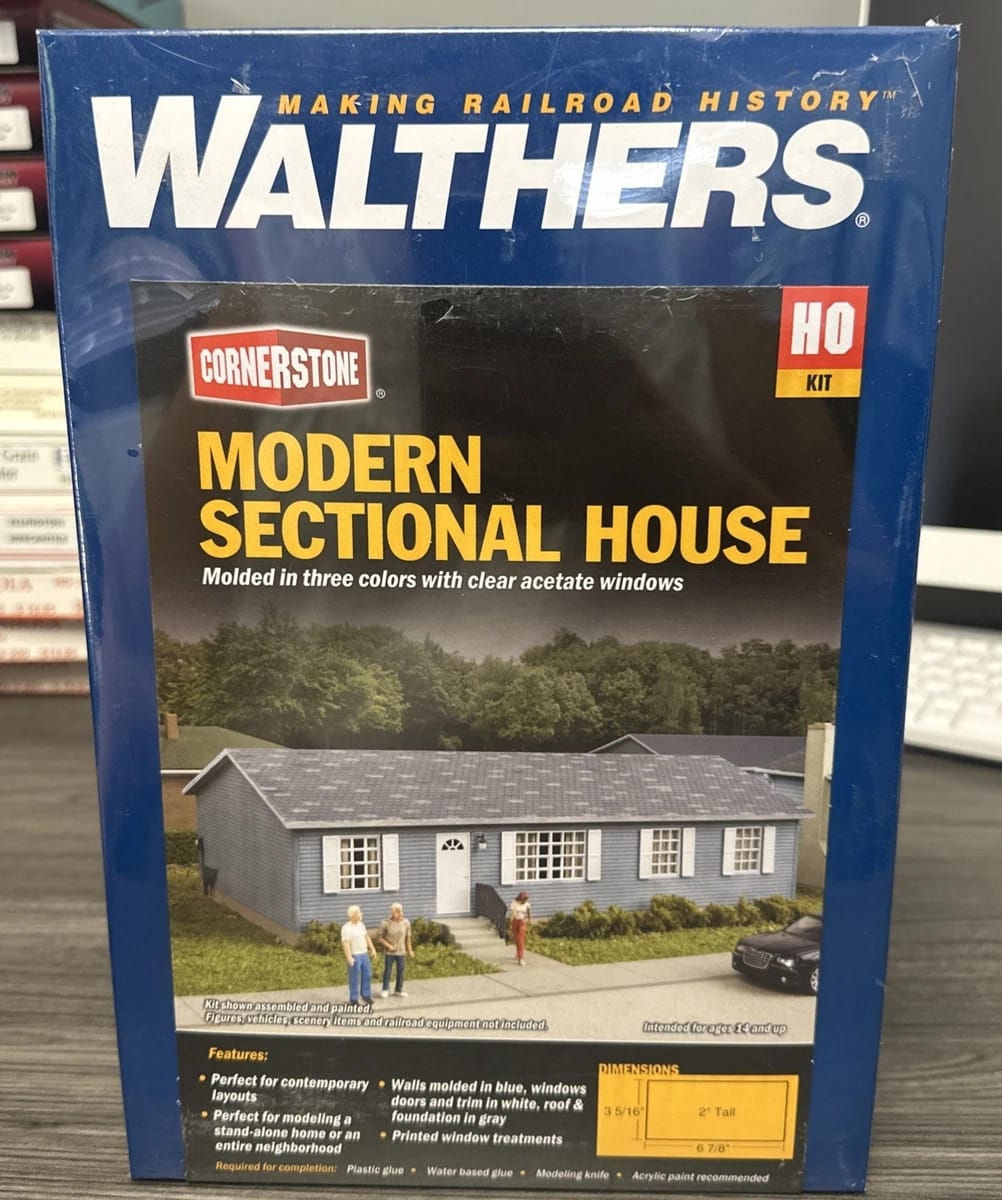 MAKING RAILROAD HISTORY™
WALTHERS®
HO
KIT
CORNERSTONE®
MODERN
SECTIONAL HOUSE
Molded in three colors with clear acetate windows
Kit shown assembled and painted.
Figures, vehicles, scenery items and railroad equipment not included.
Intended for ages 14 and up
Features:
• Perfect for contemporary
layouts
• Perfect for modeling a
stand-alone home or an
entire neighborhood
• Walls molded in blue, windows
doors and trim in white, roof &
foundation in gray
• Printed window treatments
DIMENSIONS
3 5/16"
2" Tall
6 7/8"
Required for completion: Plastic glue • Water based glue • Modeling knife • Acrylic paint recommended
Grain